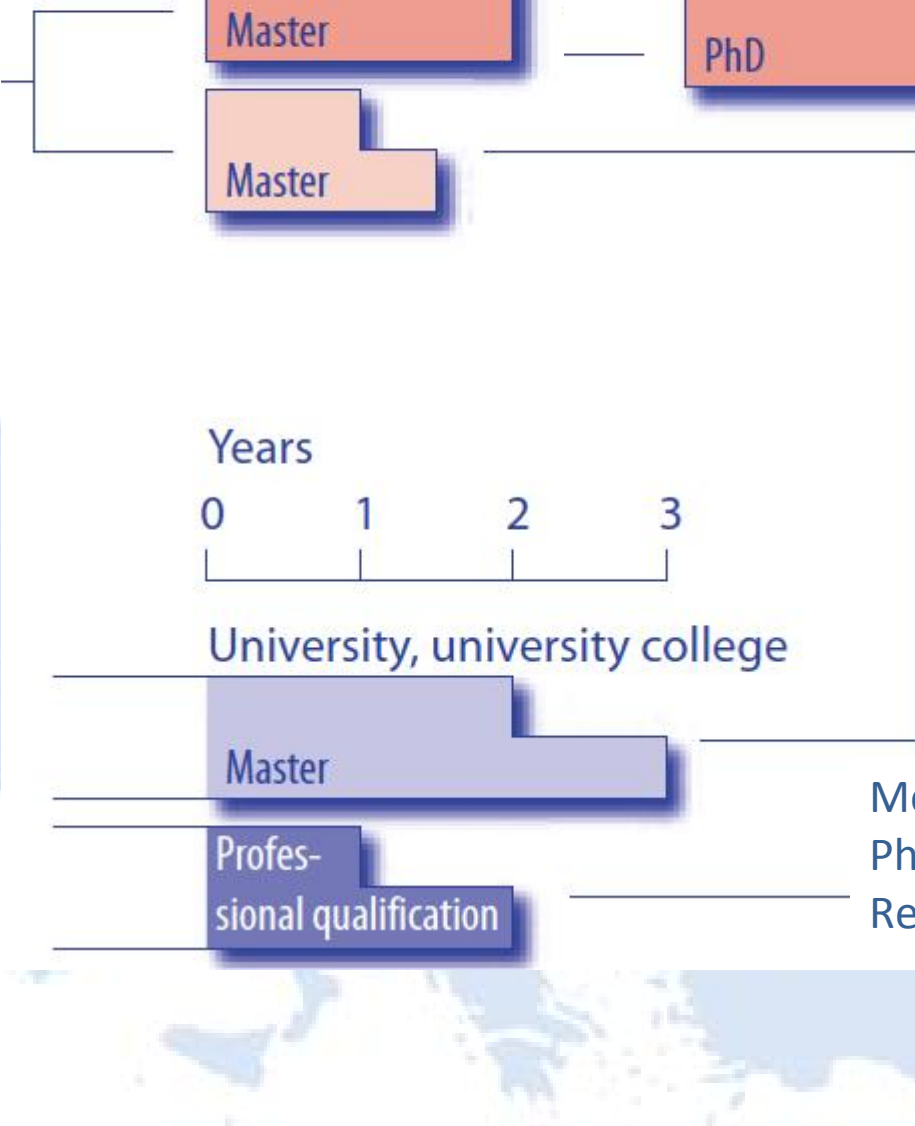 Master
PhD
Master
Years
0 1 2 3
University, university college
Master
Profes-
sional qualification